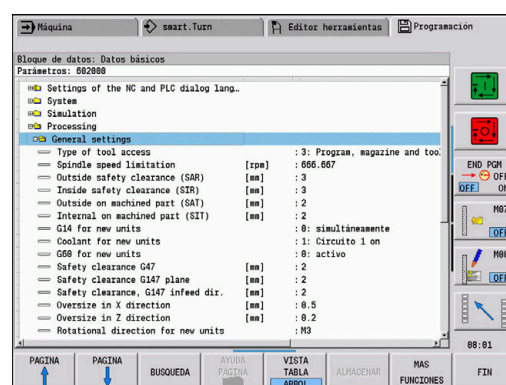 Máquina
smart.Turn
Editor herramientas
Programación
Bloque de datos: Datos básicos
Parámetros: 602000
Settings of the NC and PLC dialog lang…
System
Simulation
Processing
General settings
Type of tool access : 3: Program, magazine and too
Spindle speed limitation [rpm] : 666.667
Outside safety clearance (SAR) [mm] : 3
Inside safety clearance (SIR) [mm] : 3
Outside on machined part (SAT) [mm] : 2
Internal on machined part (SIT) [mm] : 2
G14 for new units : 0: simultáneamente
Coolant for new units : 1: Circuito 1 on
G60 for new units : 0: activo
Safety clearance G47 [mm] : 2
Safety clearance G147 plane [mm] : 2
Safety clearance, G147 infeed dir. [mm] : 2
Oversize in X direction [mm] : 0.5
Oversize in Z direction [mm] : 0.2
Rotational direction for new units : M3
END PGM
OFF
OFF ON
M07
OFF
M08
OFF
08:01
PAGINA
PAGINA
BUSQUEDA
AYUDA PÁGINA
VISTA TABLA ARBOL
ALMACENAR
MAS FUNCIONES
FIN